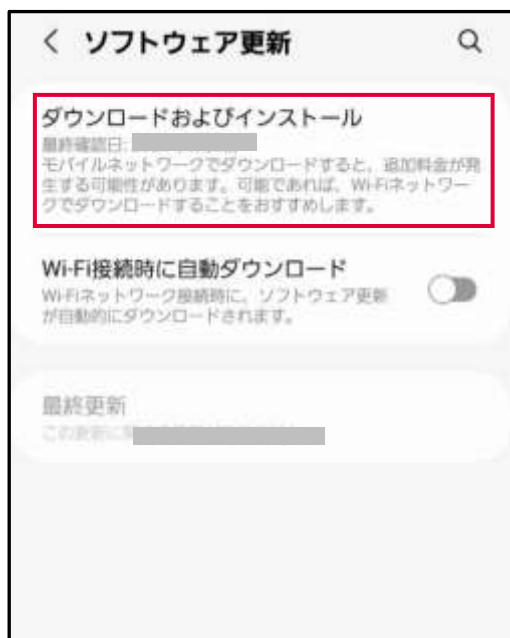 ソフトウェア更新
ダウンロードおよびインストール
最終確認日:
モバイルネットワークでダウンロードすると、追加料金が発
生する可能性があります。可能であれば、Wi-Fiネットワー
クでダウンロードすることをおすすめします。
Wi-Fi接続時に自動ダウンロード
Wi-Fiネットワーク接続時に、ソフトウェア更新
が自動的にダウンロードされます。
最終更新
この更新に